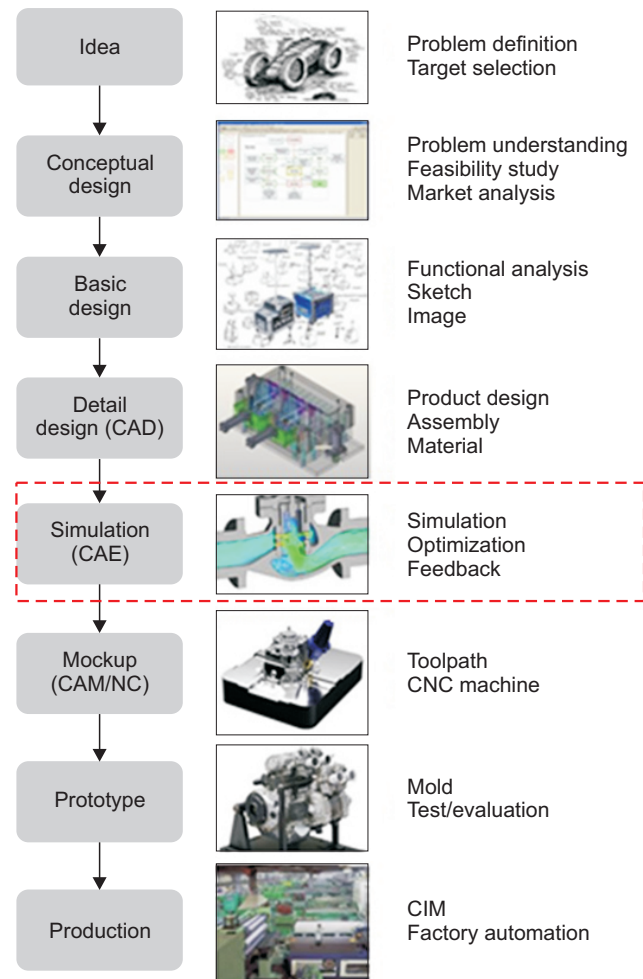 Idea
Problem definition
Target selection
Conceptual
design
Problem understanding
Feasibility study
Market analysis
Basic
design
Functional analysis
Sketch
Image
Detail
design (CAD)
Product design
Assembly
Material
Simulation
(CAE)
Simulation
Optimization
Feedback
Mockup
(CAM/NC)
Toolpath
CNC machine
Prototype
Mold
Test/evaluation
Production
CIM
Factory automation